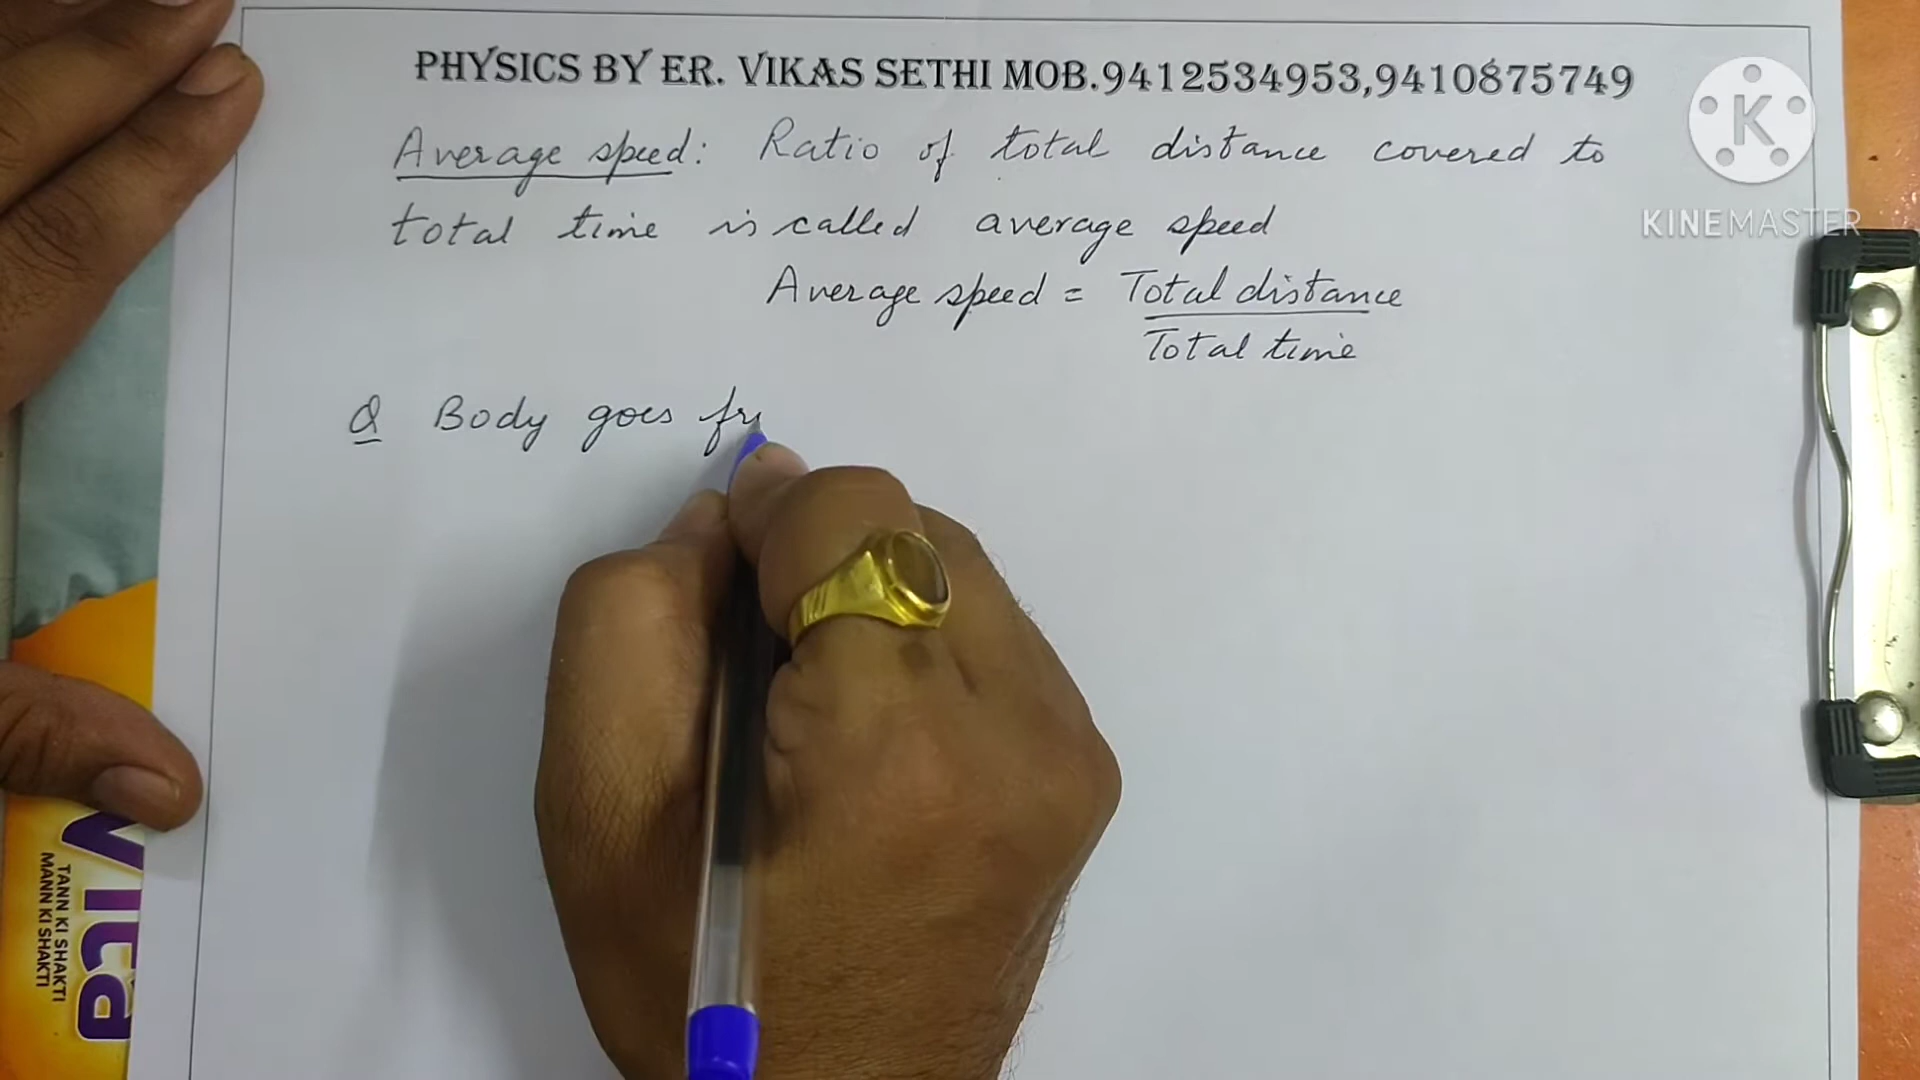 PHYSICS BY ER. VIKAS SETHI MOB.9412534953,9410875749
K
KINEMASTER
Average speed: Ratio of total distance covered to
total time is called average speed
Average speed = Total distance
Total time
Q Body goes fr
Vita
TANN KI SHAKTI
MANN KI SHAKTI